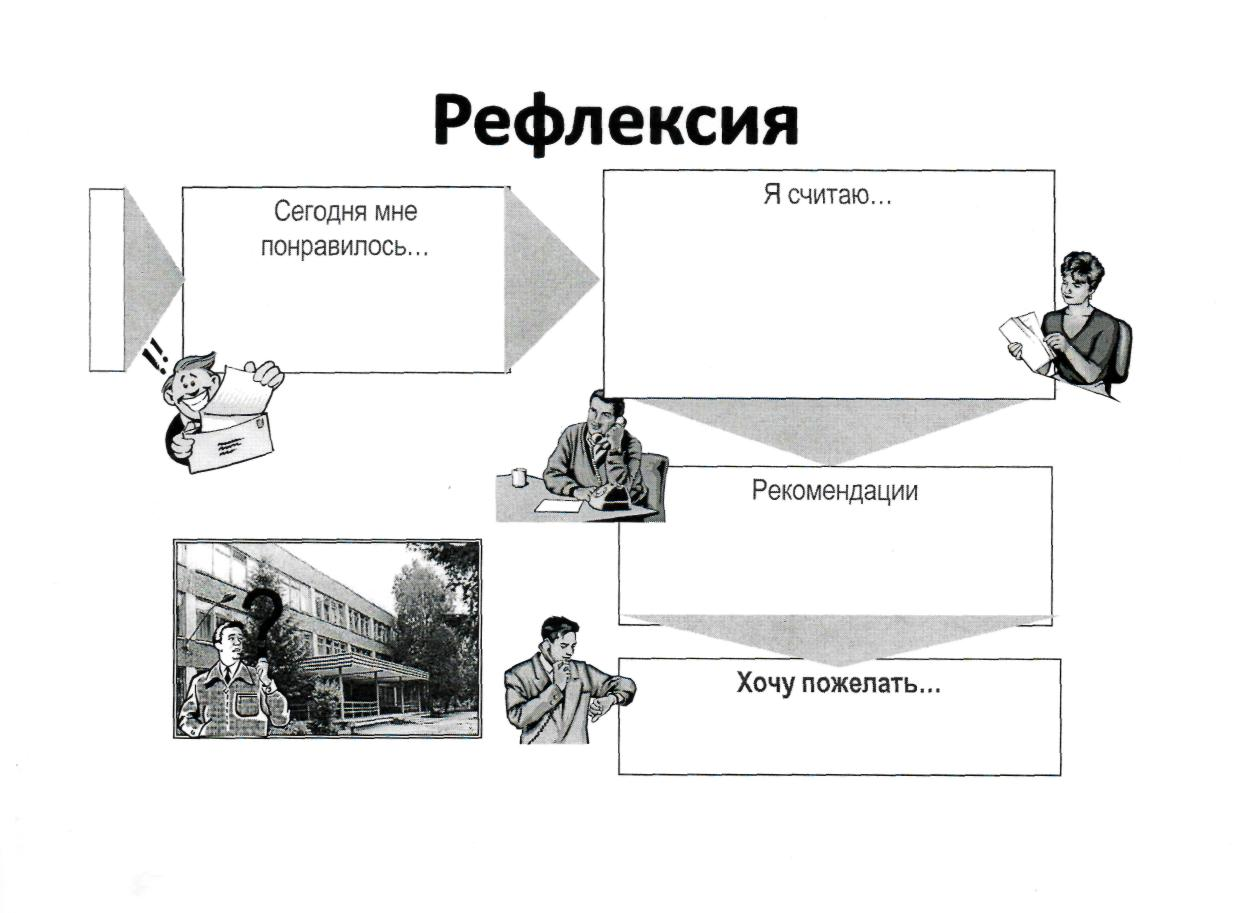 Рефлексия
Сегодня мне
понравилось...
Я считаю...
Рекомендации
Хочу пожелать...